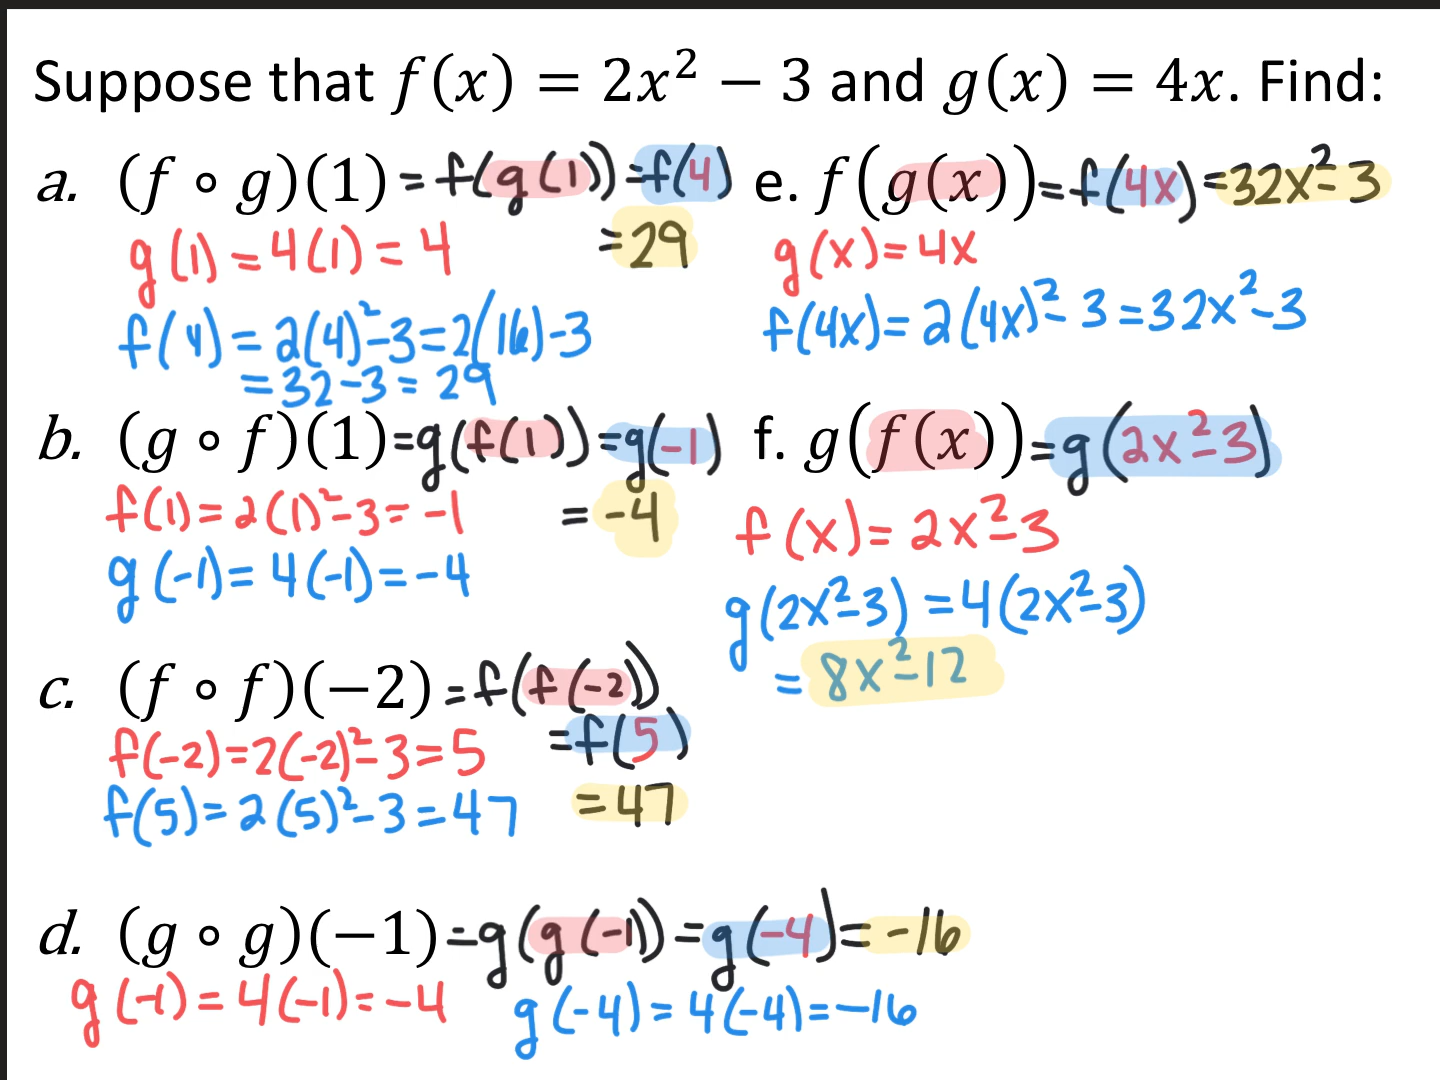 Suppose that f(x) = 2x² − 3 and g(x) = 4x. Find:
a. (f ∘ g)(1) = f(g(1)) = f(4)
= 29
g(1) = 4(1) = 4
f(4) = 2(4)² - 3 = 2(16) - 3
= 32 - 3 = 29
b. (g ∘ f)(1) = g(f(1)) = g(-1)
= -4
f(1) = 2(1)² - 3 = -1
g(-1) = 4(-1) = -4
c. (f ∘ f)(−2) = f(f(-2))
= f(5)
= 47
f(-2) = 2(-2)² - 3 = 5
f(5) = 2(5)² - 3 = 47
d. (g ∘ g)(−1) = g(g(-1)) = g(-4) = -16
g(-1) = 4(-1) = -4
g(-4) = 4(-4) = -16
e. f(g(x)) = f(4x) = 32x² - 3
g(x) = 4x
f(4x) = 2(4x)² - 3 = 32x² - 3
f. g(f(x)) = g(2x² - 3)
f(x) = 2x² - 3
g(2x² - 3) = 4(2x² - 3)
= 8x² - 12